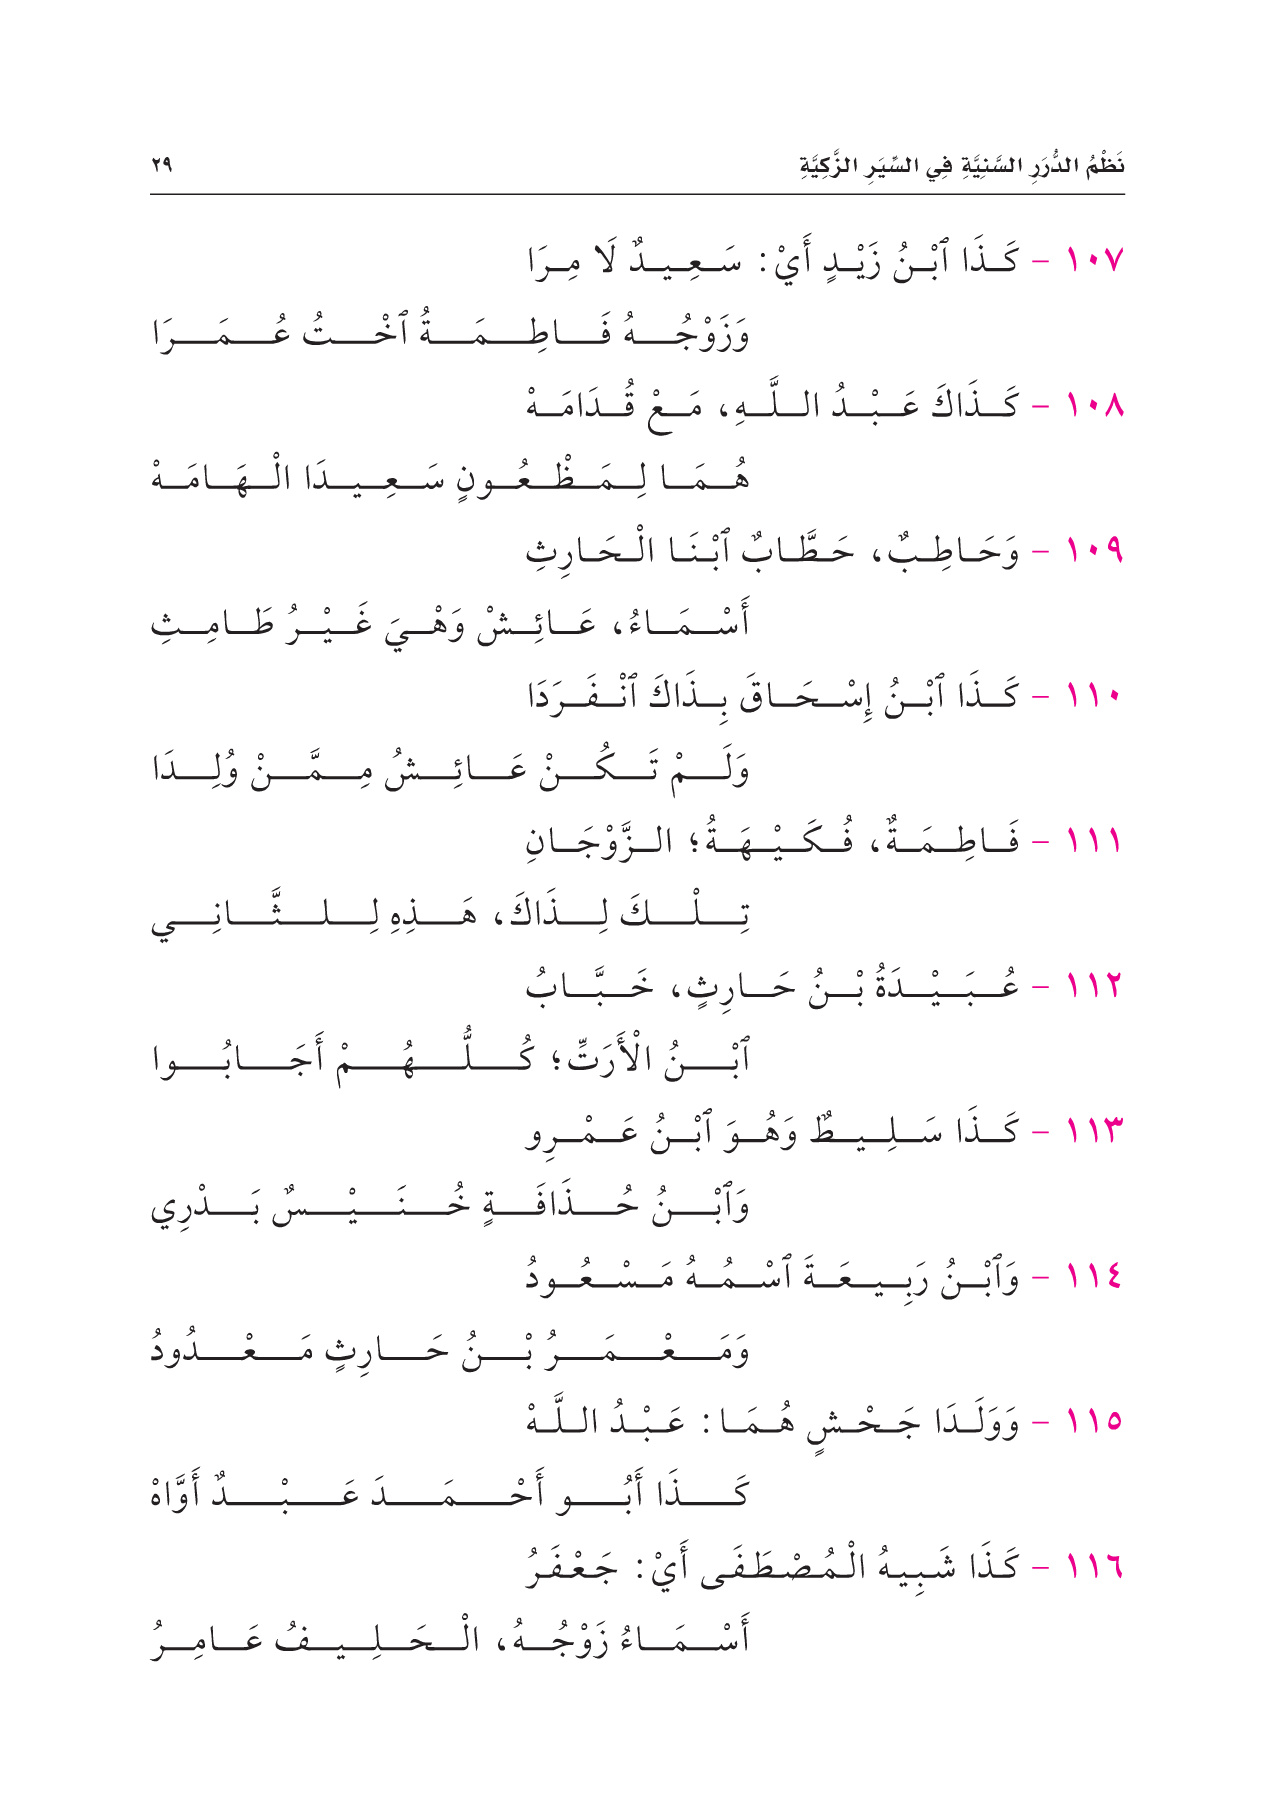 نَظْمُ الدُّرَرِ السَّنِيَّةِ فِي السِّيَرِ الزَّكِيَّةِ ٢٩
١٠٧ - كَذَا ٱبْنُ زَيْدٍ أَيْ: سَعِيدٌ لَا مِرَا
وَزَوْجُهُ فَاطِمَةُ ٱخْتُ عُمَرَا
١٠٨ - كَذَاكَ عَبْدُ اللَّهِ، مَعْ قُدَامَهْ
هُمَا لِمَظْعُونٍ سَعِيدَا الْهَامَهْ
١٠٩ - وَحَاطِبٌ، حَطَّابٌ ٱبْنَا الْحَارِثِ
أَسْمَاءُ، عَائِشْ وَهْيَ غَيْرُ طَامِثِ
١١٠ - كَذَا ٱبْنُ إِسْحَاقَ بِذَاكَ ٱنْفَرَدَا
وَلَمْ تَكُنْ عَائِشُ مِمَّنْ وُلِدَا
١١١ - فَاطِمَةٌ، فُكَيْهَةُ؛ الزَّوْجَانِ
تِلْكَ لِذَاكَ، هَذِهِ لِلثَّانِي
١١٢ - عُبَيْدَةُ بْنُ حَارِثٍ، خَبَّابُ
ٱبْنُ الْأَرَتِّ؛ كُلُّهُمْ أَجَابُوا
١١٣ - كَذَا سَلِيطٌ وَهُوَ ٱبْنُ عَمْرِو
وَٱبْنُ حُذَافَةٍ خُنَيْسٌ بَدْرِي
١١٤ - وَٱبْنُ رَبِيعَةَ ٱسْمُهُ مَسْعُودُ
وَمَعْمَرُ بْنُ حَارِثٍ مَعْدُودُ
١١٥ - وَوَلَدَا جَحْشٍ هُمَا: عَبْدُ اللَّهْ
كَذَا أَبُو أَحْمَدَ عَبْدٌ أَوَّاهْ
١١٦ - كَذَا شَبِيهُ الْمُصْطَفَى أَيْ: جَعْفَرُ
أَسْمَاءُ زَوْجُهُ، الْحَلِيفُ عَامِرُ